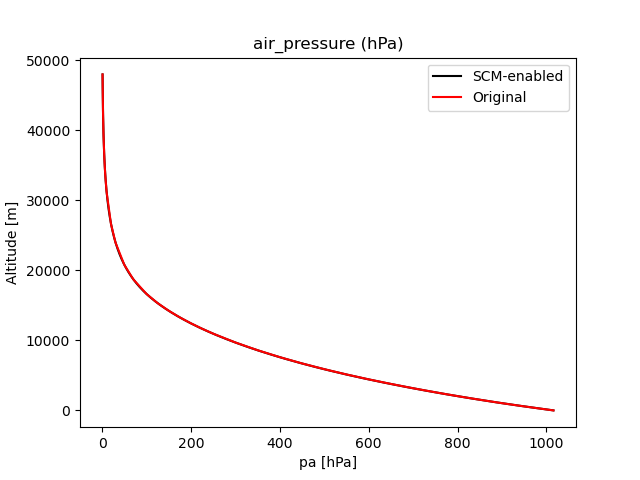 air_pressure (hPa)
SCM-enabled
Original
50000
40000
30000
20000
10000
0
Altitude [m]
0 200 400 600 800 1000
pa [hPa]